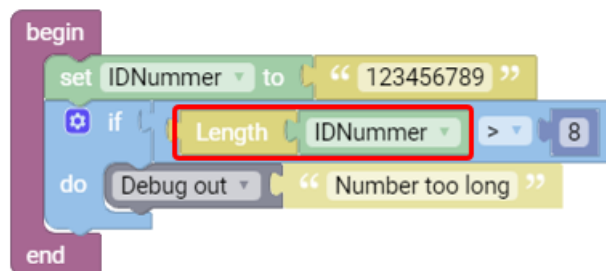 begin
set IDNummer to “ 123456789 ”
if Length IDNummer > 8
do Debug out “ Number too long ”
end